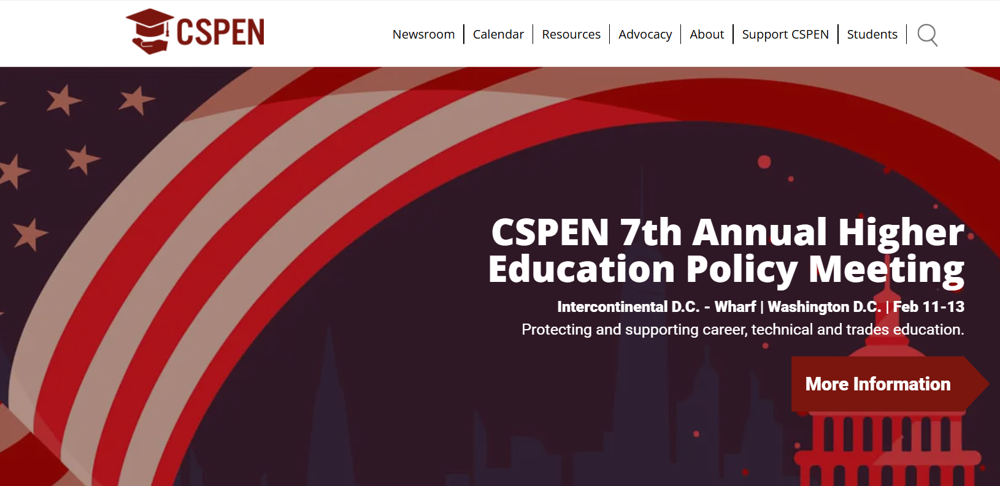 CSPEN
Newsroom | Calendar | Resources | Advocacy | About | Support CSPEN | Students |
CSPEN 7th Annual Higher
Education Policy Meeting
Intercontinental D.C. - Wharf | Washington D.C. | Feb 11-13
Protecting and supporting career, technical and trades education.
More Information